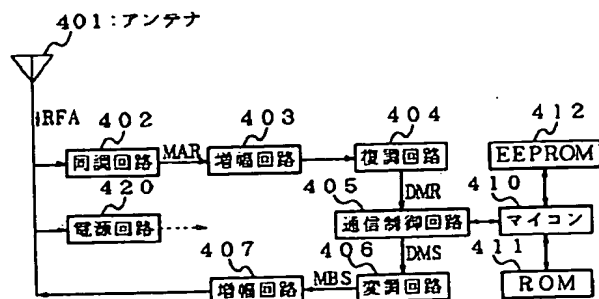 401:アンテナ
RFA
402
403
404
412
同調回路
MAR
増幅回路
復調回路
EEPROM
420
405
DMR
410
電源回路
通信制御回路
マイコン
407
406
DMS
411
増幅回路
MBS
変調回路
ROM